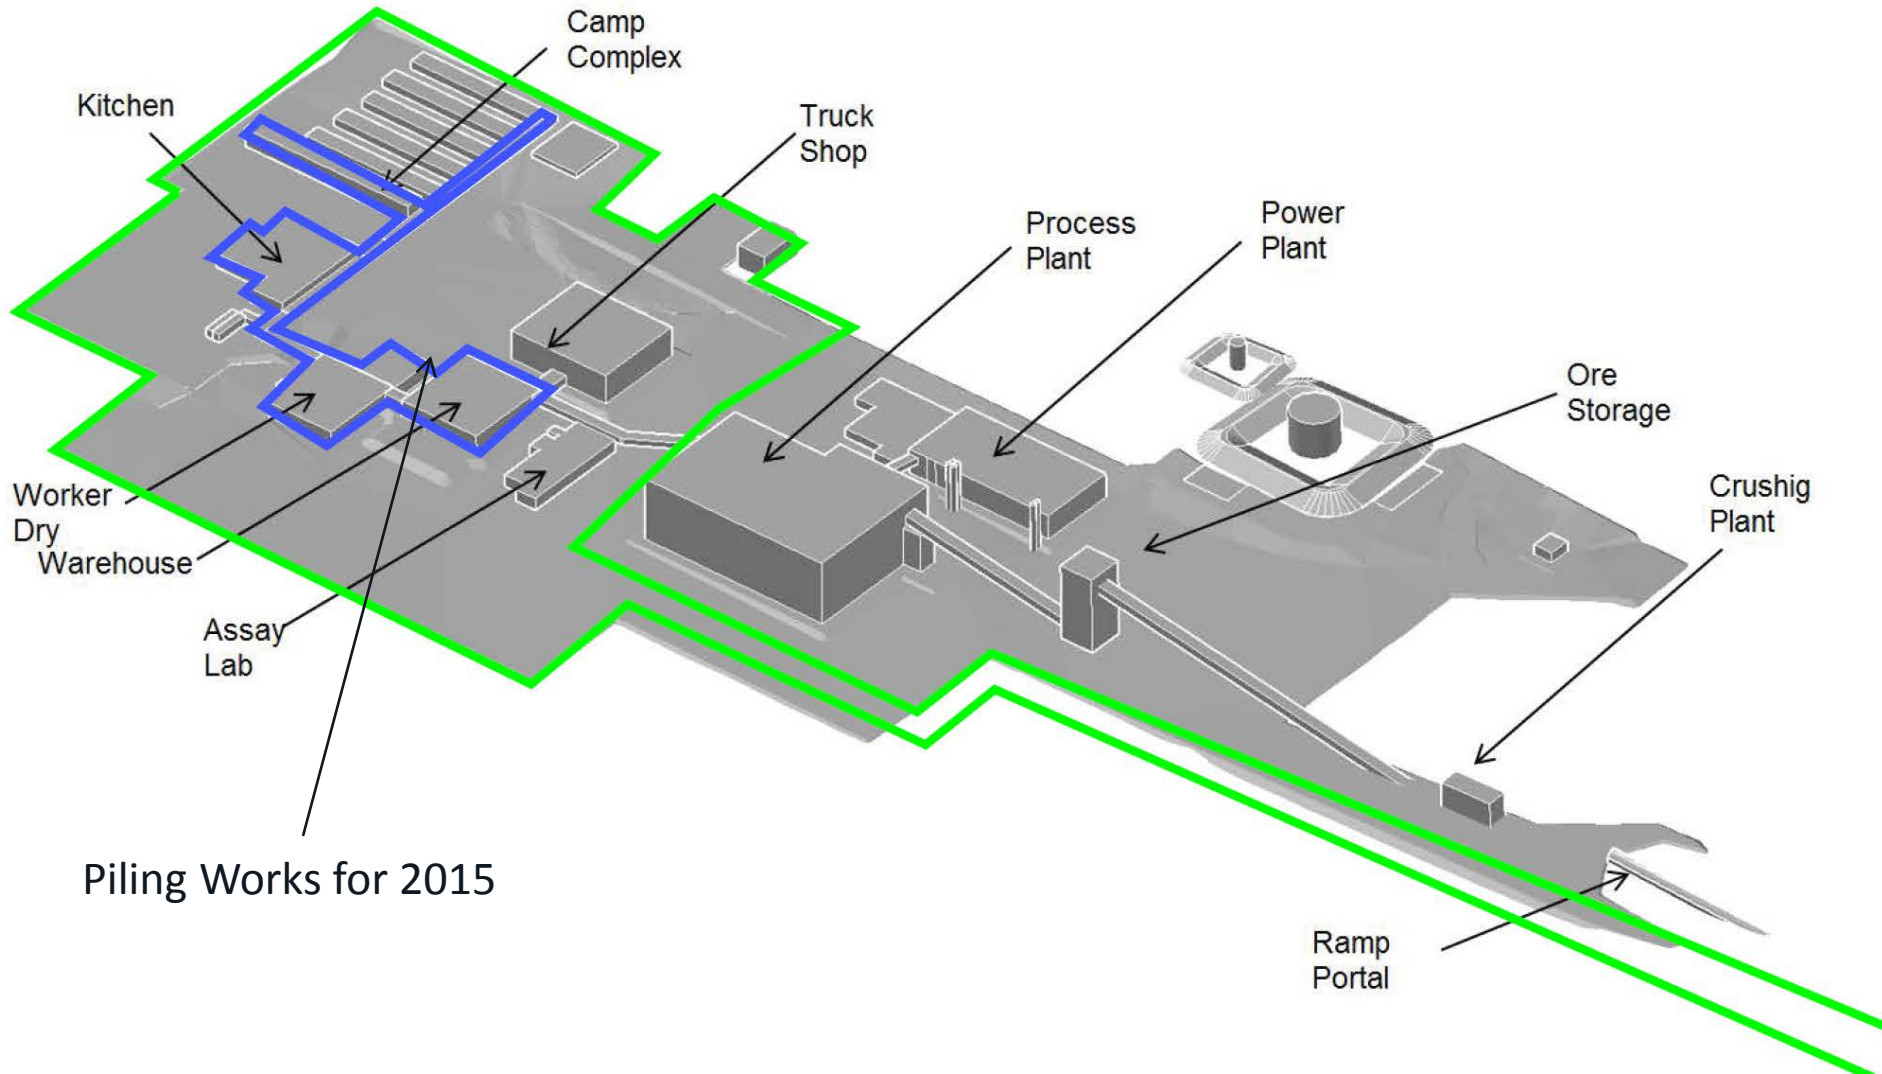 Camp
Complex
Kitchen
Truck
Shop
Process
Plant
Power
Plant
Ore
Storage
Crushig
Plant
Worker
Dry
Warehouse
Assay
Lab
Piling Works for 2015
Ramp
Portal